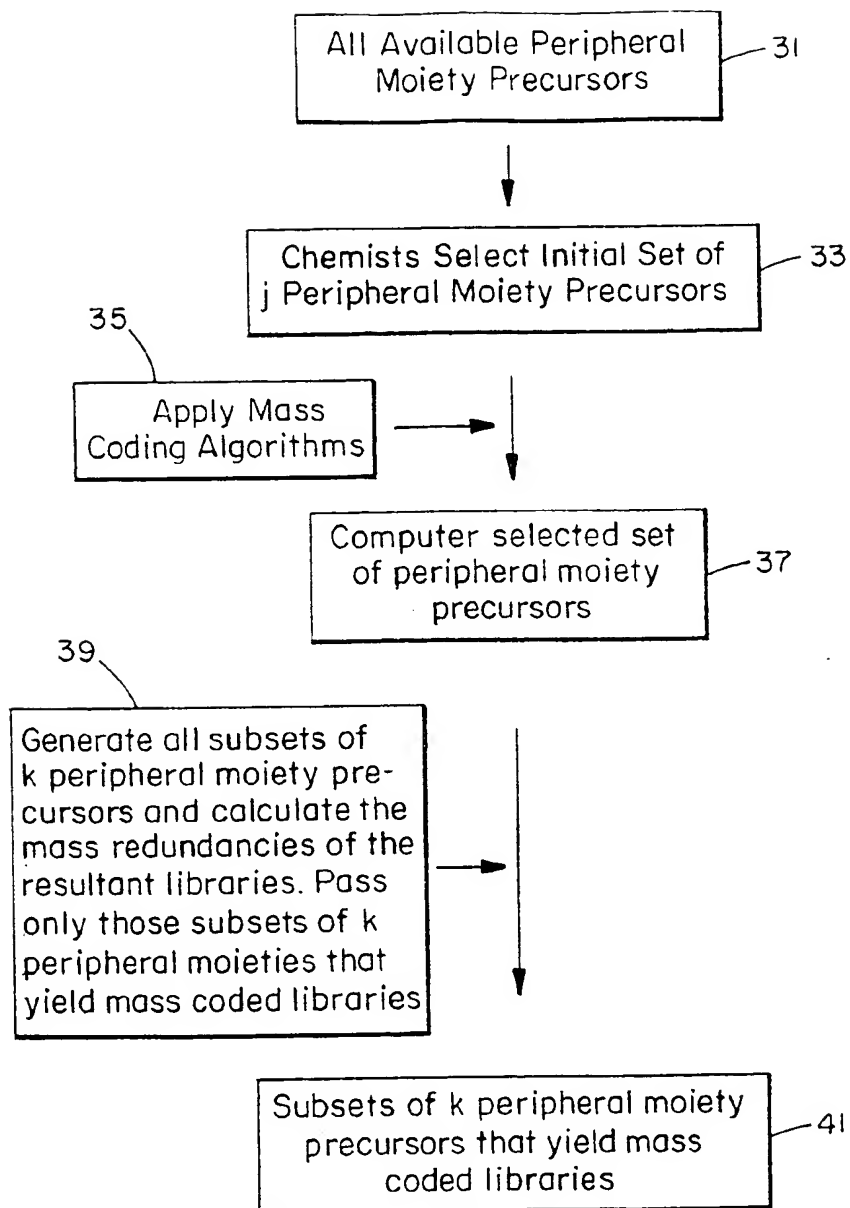 All Available Peripheral
Moiety Precursors
31
Chemists Select Initial Set of
j Peripheral Moiety Precursors
33
35
Apply Mass
Coding Algorithms
Computer selected set
of peripheral moiety
precursors
37
39
Generate all subsets of
k peripheral moiety pre-
cursors and calculate the
mass redundancies of the
resultant libraries. Pass
only those subsets of k
peripheral moieties that
yield mass coded libraries
Subsets of k peripheral moiety
precursors that yield mass
coded libraries
41